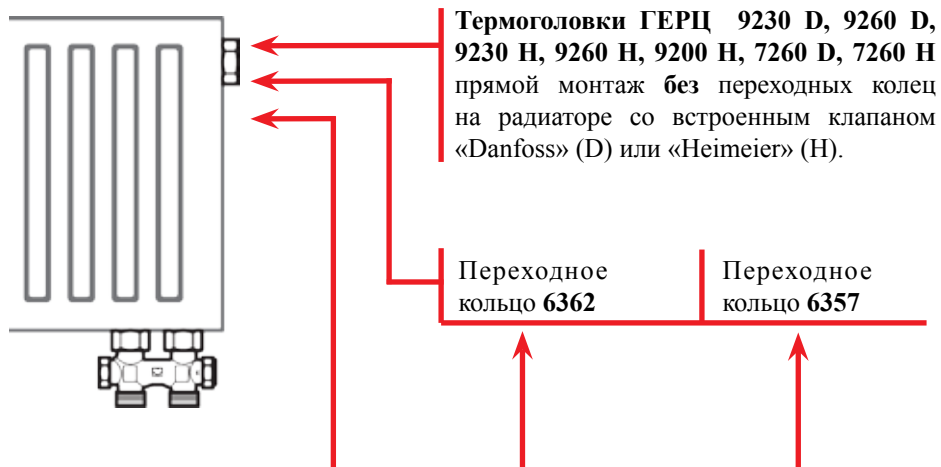 Термоголовки ГЕРЦ 9230 D, 9260 D,
9230 H, 9260 H, 9200 H, 7260 D, 7260 H
прямой монтаж без переходных колец
на радиаторе со встроенным клапаном
«Danfoss» (D) или «Heimeier» (H).
Переходное
кольцо 6362
Переходное
кольцо 6357